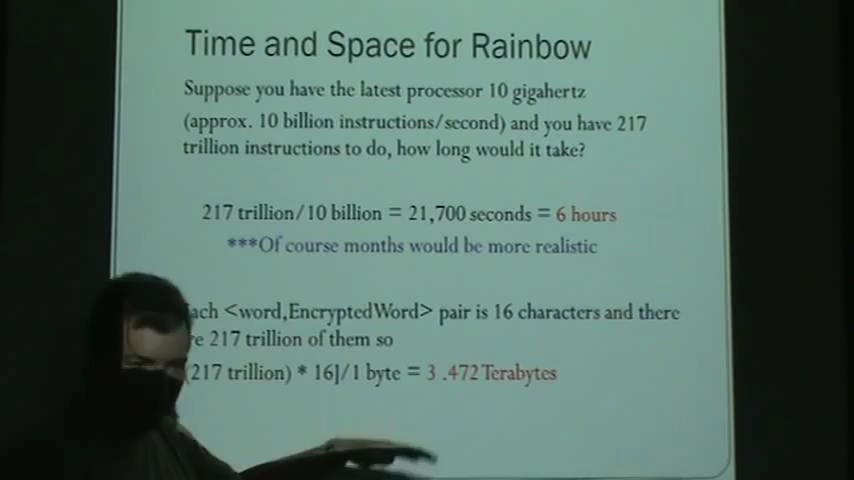 Time and Space for Rainbow
Suppose you have the latest processor 10 gigahertz
(approx. 10 billion instructions/second) and you have 217
trillion instructions to do, how long would it take?
217 trillion/10 billion = 21,700 seconds = 6 hours
***Of course months would be more realistic
ach <word,EncryptedWord> pair is 16 characters and there
re 217 trillion of them so
(217 trillion) * 16]/1 byte = 3 .472 Terabytes